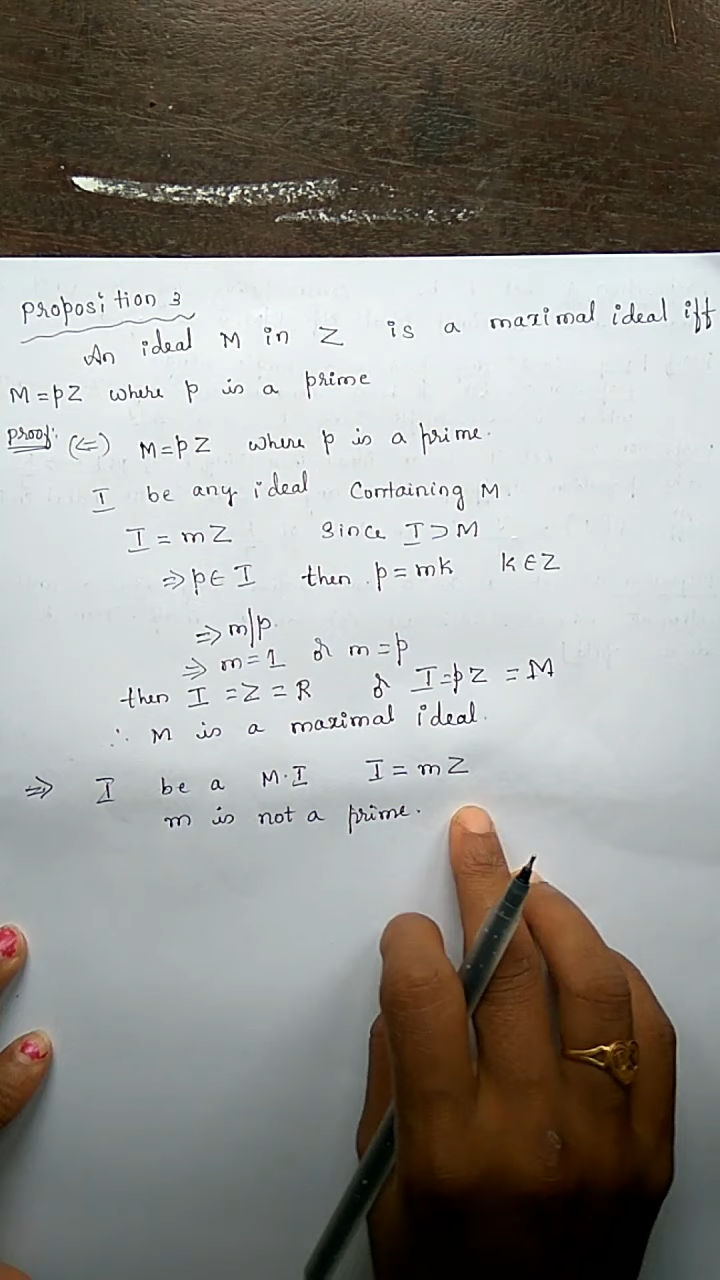 Proposition 3
An ideal M in Z is a maximal ideal iff
M = pZ where p is a prime
Proof: (⇐) M = pZ where p is a prime.
I be any ideal Containing M.
I = mZ Since I ⊃ M
⇒ p ∈ I then p = mk k ∈ Z
⇒ m/p.
⇒ m = 1 or m = p
then I = Z = R or I = pZ = M
∴ M is a maximal ideal.
⇒ I be a M.I I = mZ
m is not a prime.